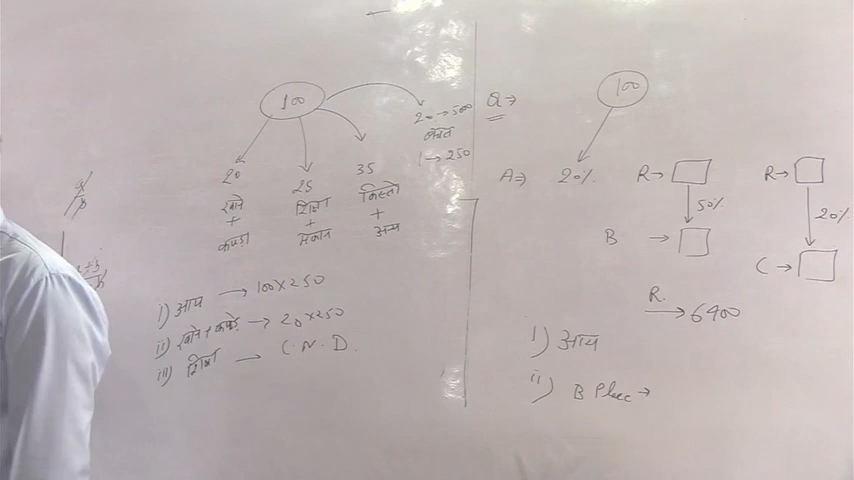 100
20 → 500
बचत
1 → 250
20
खाने
+
कपड़ा
25
शिक्षा
+
मकान
35
किस्तो
+
अन्य
i) आय → 100×250
ii) खाने + कपड़े → 20×250
iii) शिक्षा → C.N.D.
Q⇒
100
A⇒ 20% R→ R→
50% 20%
B →
C →
R. → 6400
i) आय
ii) B Place →